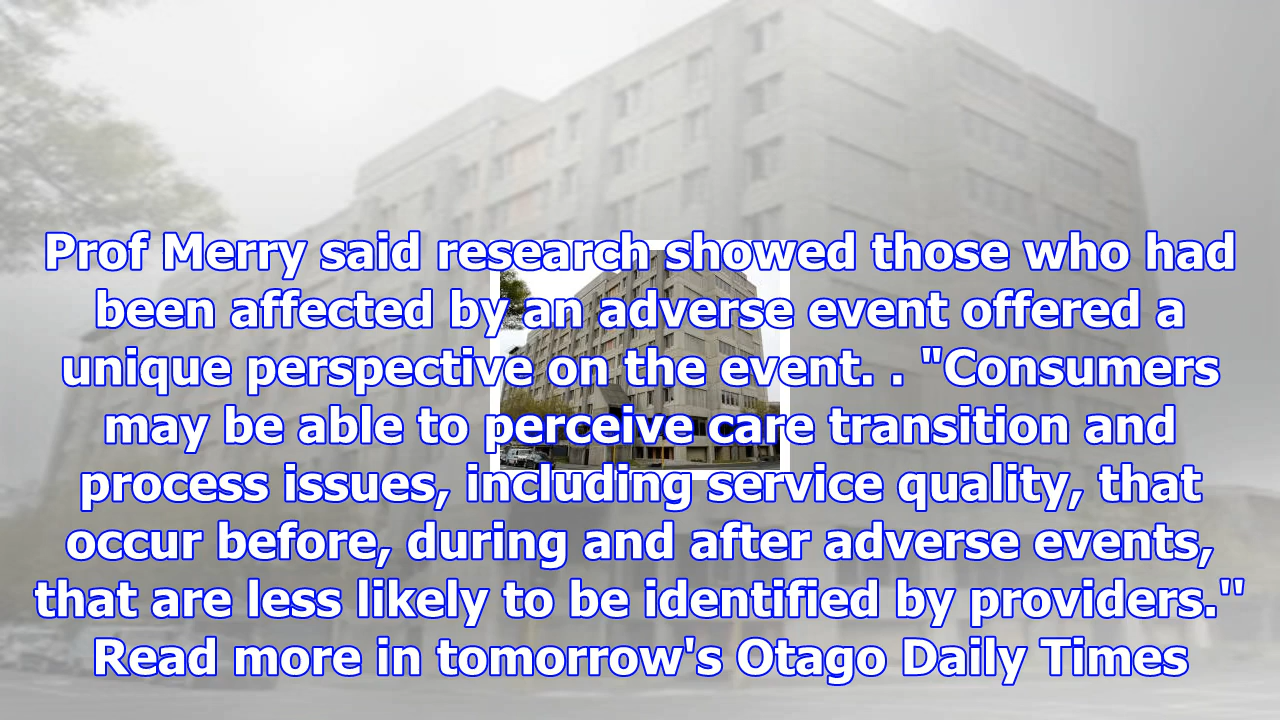 Prof Merry said research showed those who had
been affected by an adverse event offered a
unique perspective on the event. . "Consumers
may be able to perceive care transition and
process issues, including service quality, that
occur before, during and after adverse events,
that are less likely to be identified by providers.''
Read more in tomorrow's Otago Daily Times